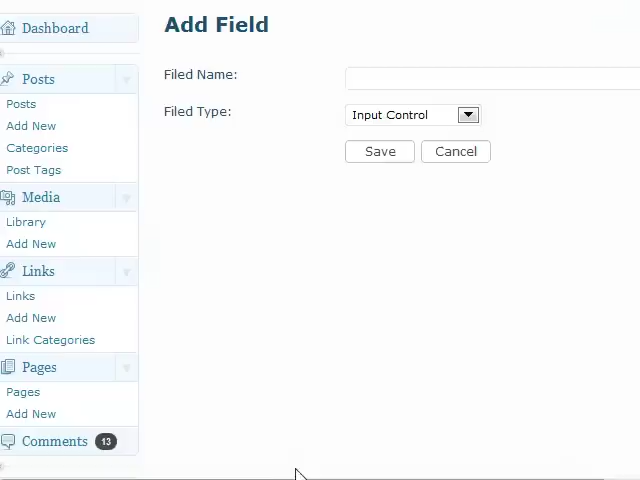 Dashboard
Posts
Posts
Add New
Categories
Post Tags
Media
Library
Add New
Links
Links
Add New
Link Categories
Pages
Pages
Add New
Comments 13
Add Field
Filed Name:
Filed Type: Input Control
Save Cancel